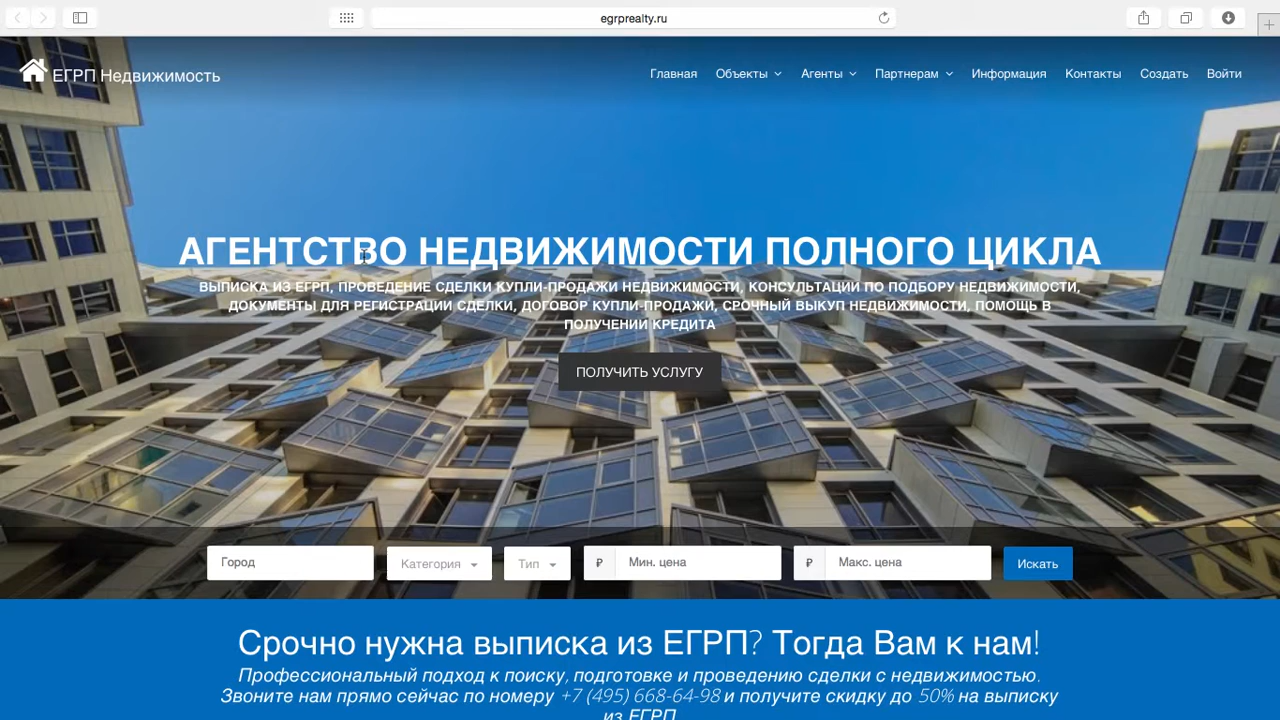 egrprealty.ru
ЕГРП Недвижимость
Главная Объекты Агенты Партнерам Информация Контакты Создать Войти
АГЕНТСТВО НЕДВИЖИМОСТИ ПОЛНОГО ЦИКЛА
ВЫПИСКА ИЗ ЕГРП, ПРОВЕДЕНИЕ СДЕЛКИ КУПЛИ-ПРОДАЖИ НЕДВИЖИМОСТИ, КОНСУЛЬТАЦИИ ПО ПОДБОРУ НЕДВИЖИМОСТИ,
ДОКУМЕНТЫ ДЛЯ РЕГИСТРАЦИИ СДЕЛКИ, ДОГОВОР КУПЛИ-ПРОДАЖИ, СРОЧНЫЙ ВЫКУП НЕДВИЖИМОСТИ, ПОМОЩЬ В
ПОЛУЧЕНИИ КРЕДИТА
ПОЛУЧИТЬ УСЛУГУ
Город Категория Тип ₽ Мин. цена ₽ Макс. цена Искать
Срочно нужна выписка из ЕГРП? Тогда Вам к нам!
Профессиональный подход к поиску, подготовке и проведению сделки с недвижимостью.
Звоните нам прямо сейчас по номеру +7 (495) 668-64-98 и получите скидку до 50% на выписку
из ЕГРП